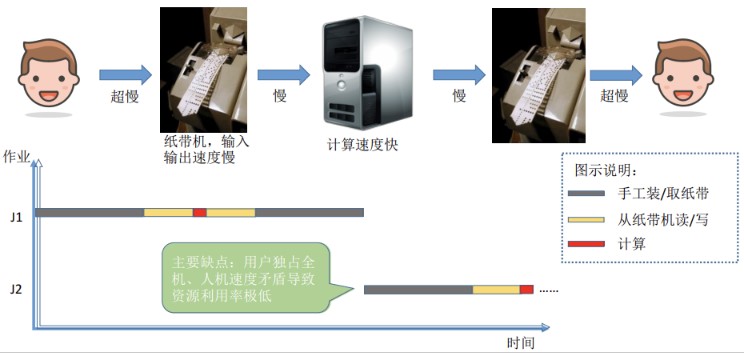 超慢
慢
慢
超慢
纸带机，输入
输出速度慢
计算速度快
作业
图示说明：
手工装/取纸带
从纸带机读/写
计算
J1
主要缺点：用户独占全
机、人机速度矛盾导致
资源利用率极低
J2
……
时间